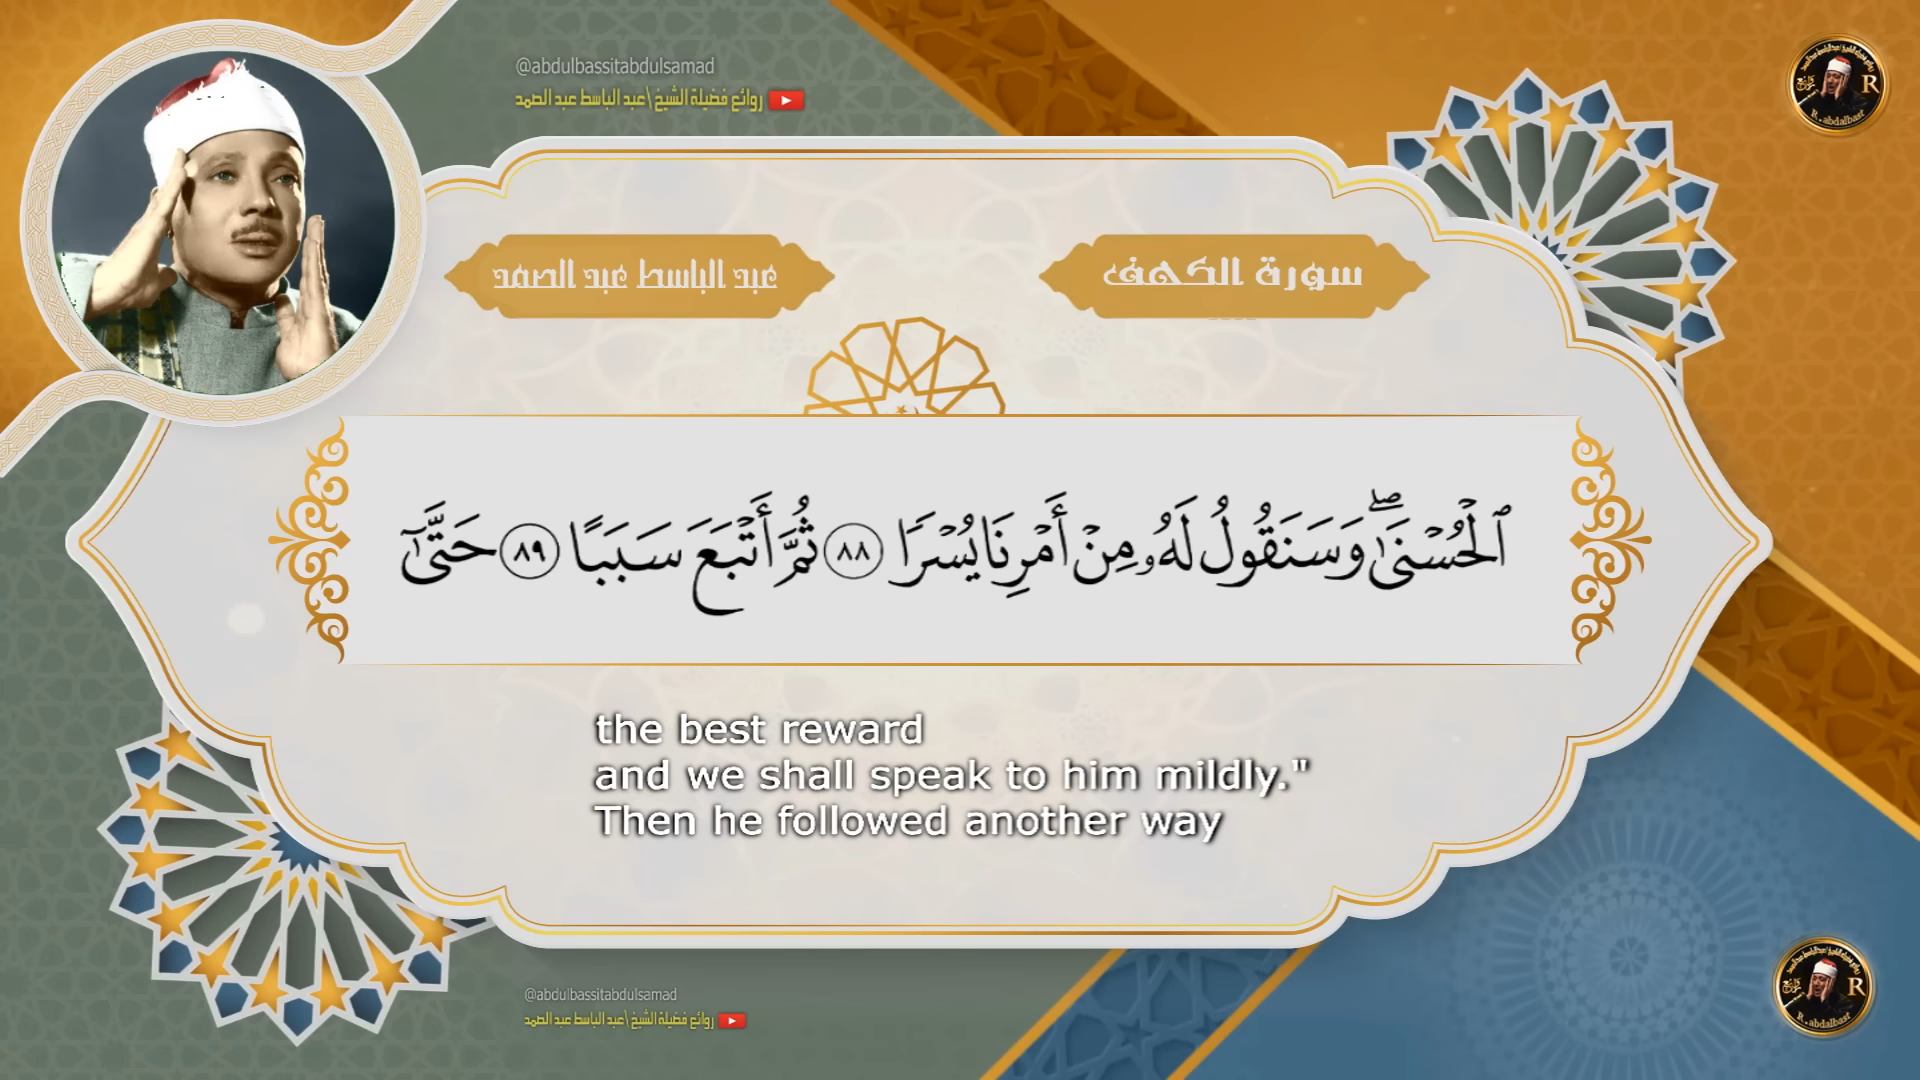 @abdulbassitabdulsamad
روائع فضيلة الشيخ \ عبد الباسط عبد الصمد
R
R.abdalbast
سورة الكهف
عبد الباسط عبد الصمد
ٱلْحُسْنَىٰۖ وَسَنَقُولُ لَهُۥ مِنْ أَمْرِنَا يُسْرًا ٨٨ ثُمَّ أَتْبَعَ سَبَبًا ٨٩ حَتَّىٰٓ
the best reward
and we shall speak to him mildly."
Then he followed another way
@abdulbassitabdulsamad
روائع فضيلة الشيخ \ عبد الباسط عبد الصمد
R
R.abdalbast